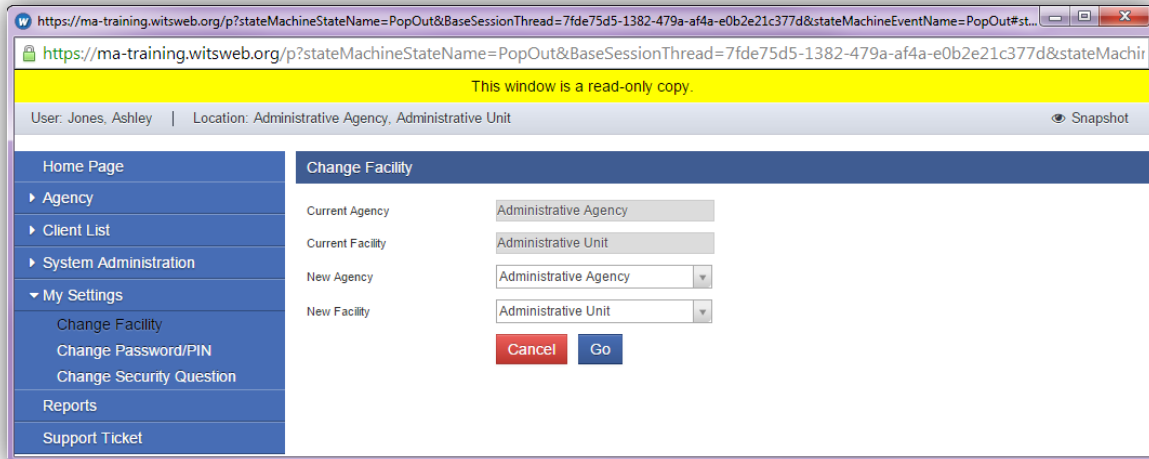 https://ma-training.witsweb.org/p?stateMachineStateName=PopOut&BaseSessionThread=7fde75d5-1382-479a-af4a-e0b2e21c377d&stateMachineEventName=PopOut#st...
https://ma-training.witsweb.org/p?stateMachineStateName=PopOut&BaseSessionThread=7fde75d5-1382-479a-af4a-e0b2e21c377d&stateMachin
This window is a read-only copy.
User: Jones, Ashley | Location: Administrative Agency, Administrative Unit Snapshot
Home Page
Agency
Client List
System Administration
My Settings
Change Facility
Change Password/PIN
Change Security Question
Reports
Support Ticket
Change Facility
Current Agency Administrative Agency
Current Facility Administrative Unit
New Agency Administrative Agency
New Facility Administrative Unit
Cancel Go